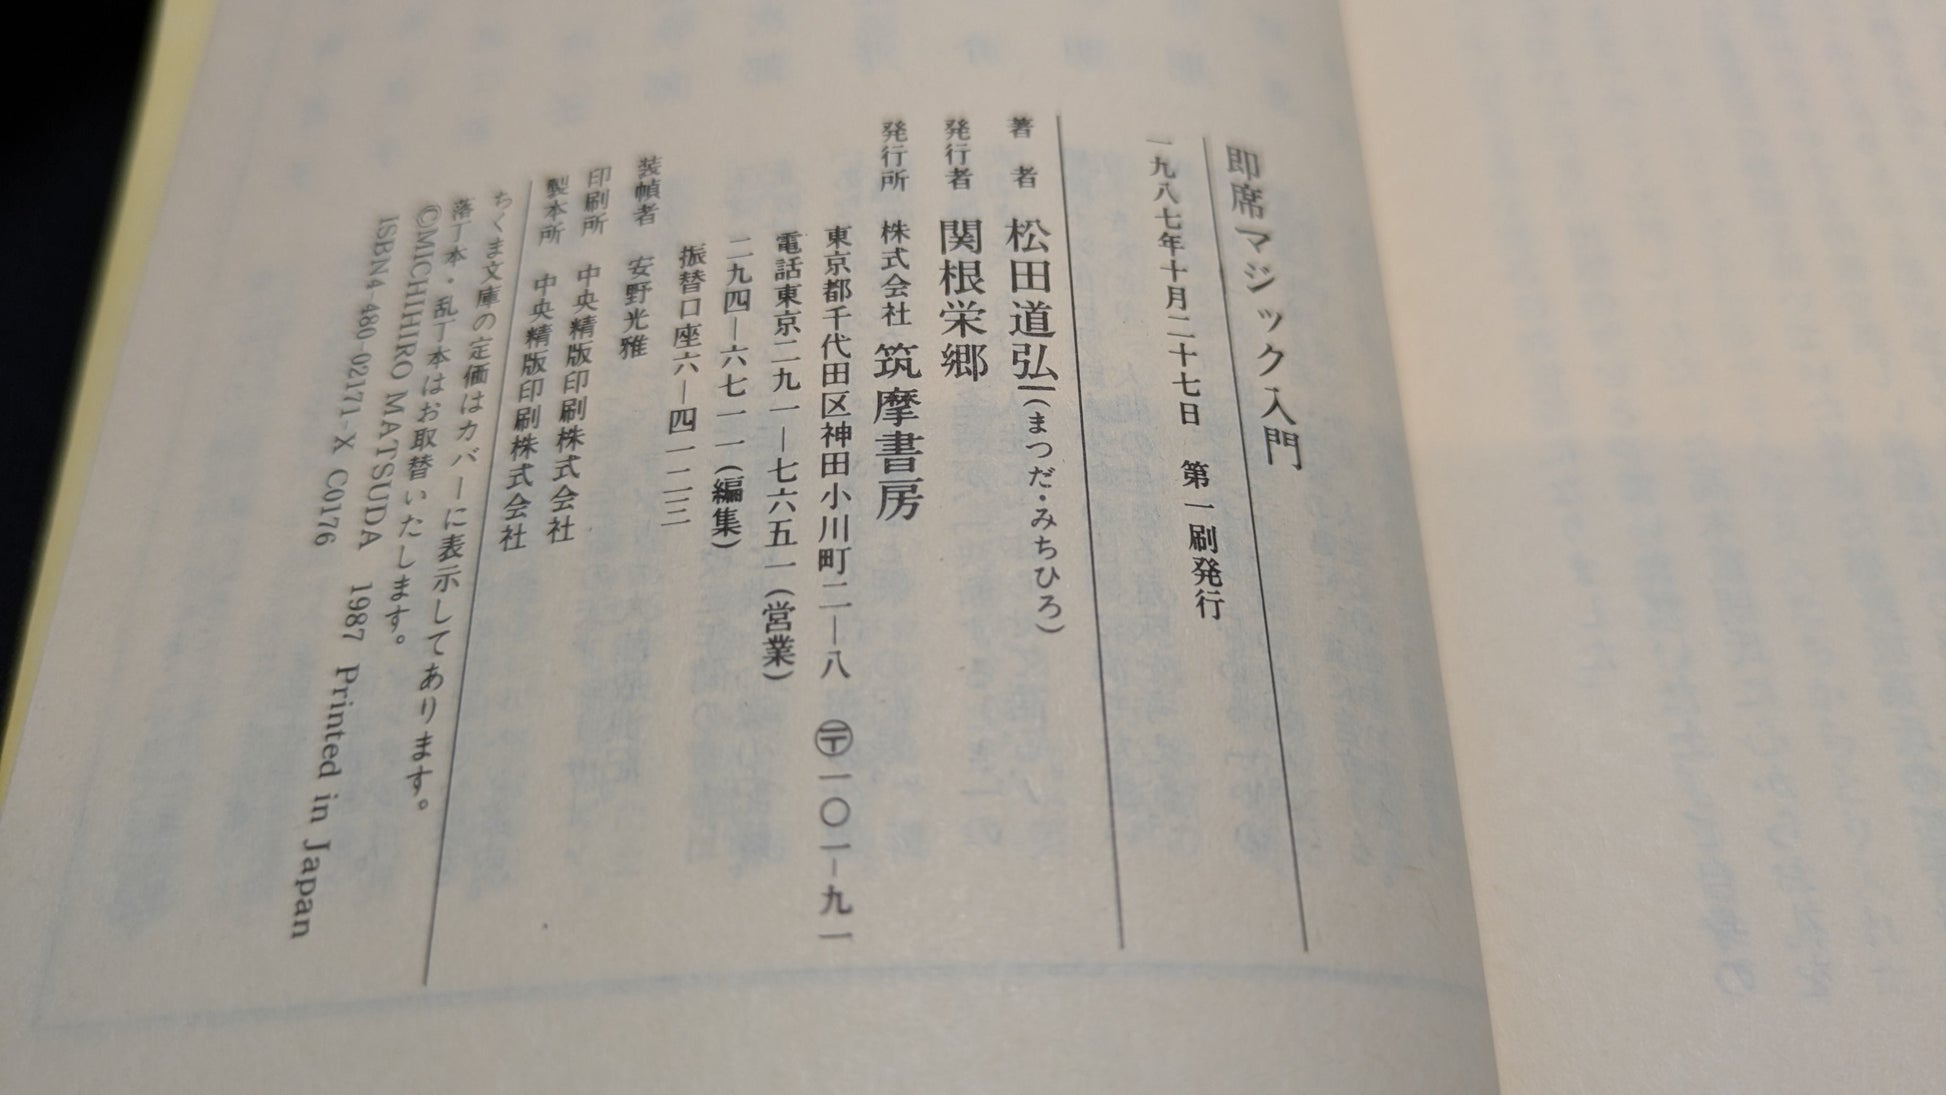 即席マジック入門
一九八七年十月二十七日　第一刷発行
著　者　松田道弘(まつだ・みちひろ)
発行者　関根栄郷
発行所　株式会社 筑摩書房
東京都千代田区神田小川町二―八　〒一〇一―九一
電話東京二九一―七六五一(営業)
二九四―六七一一(編集)
振替口座六―四一二三
装幀者　安野光雅
印刷所　中央精版印刷株式会社
製本所　中央精版印刷株式会社
ちくま文庫の定価はカバーに表示してあります。
落丁本・乱丁本はお取替いたします。
©MICHIHIRO MATSUDA 1987 Printed in Japan
ISBN4-480-02171-X C0176